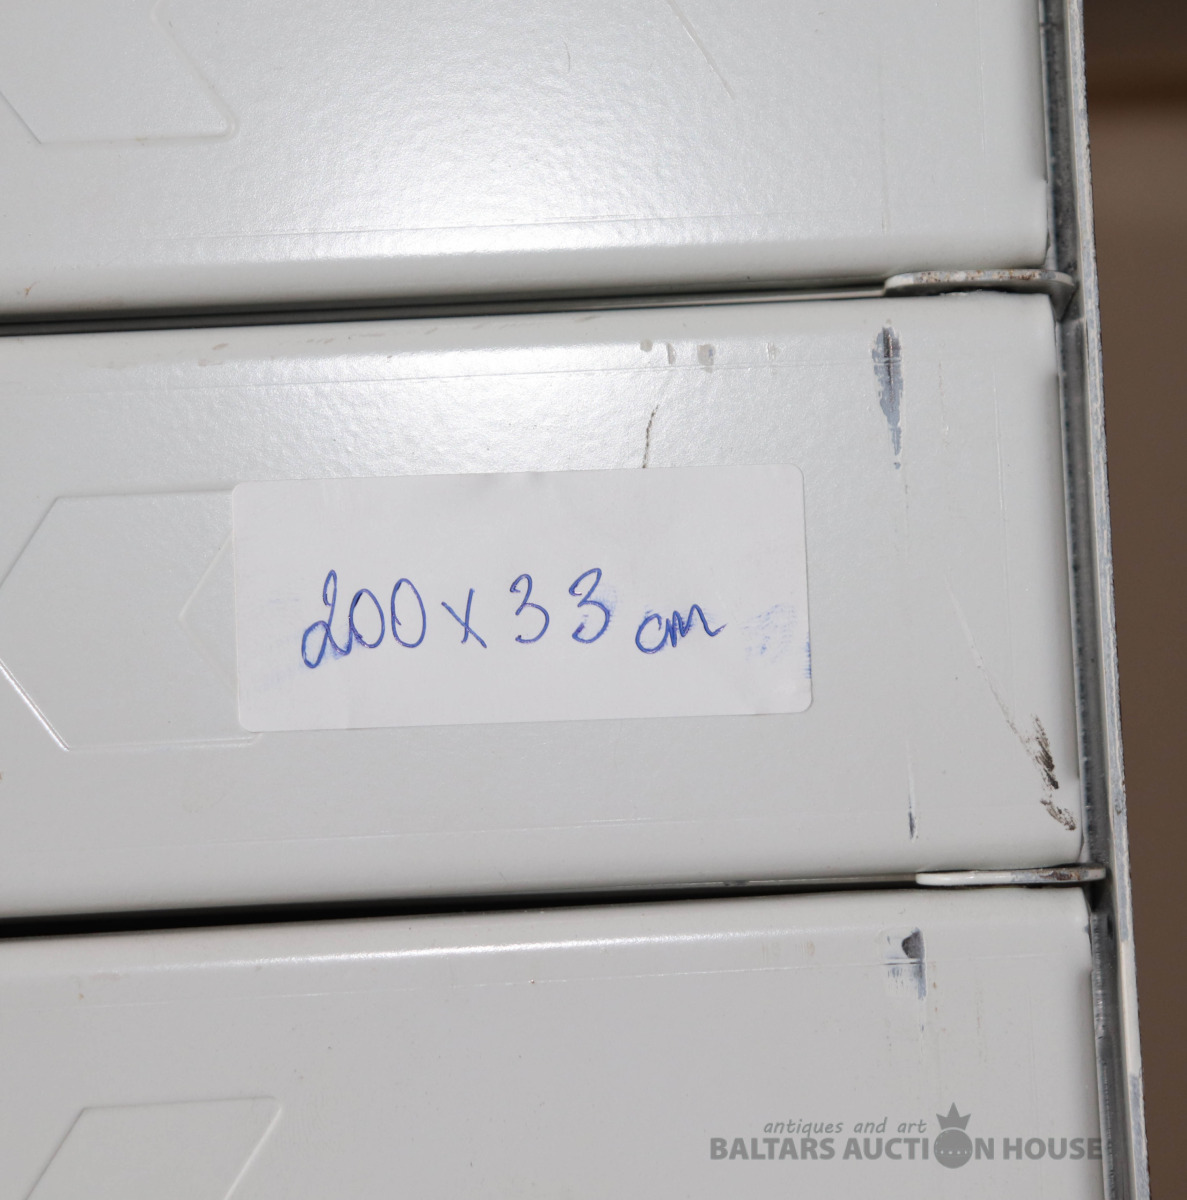 200 x 33 cm
antiques and art
BALTARS AUCTION HOUSE